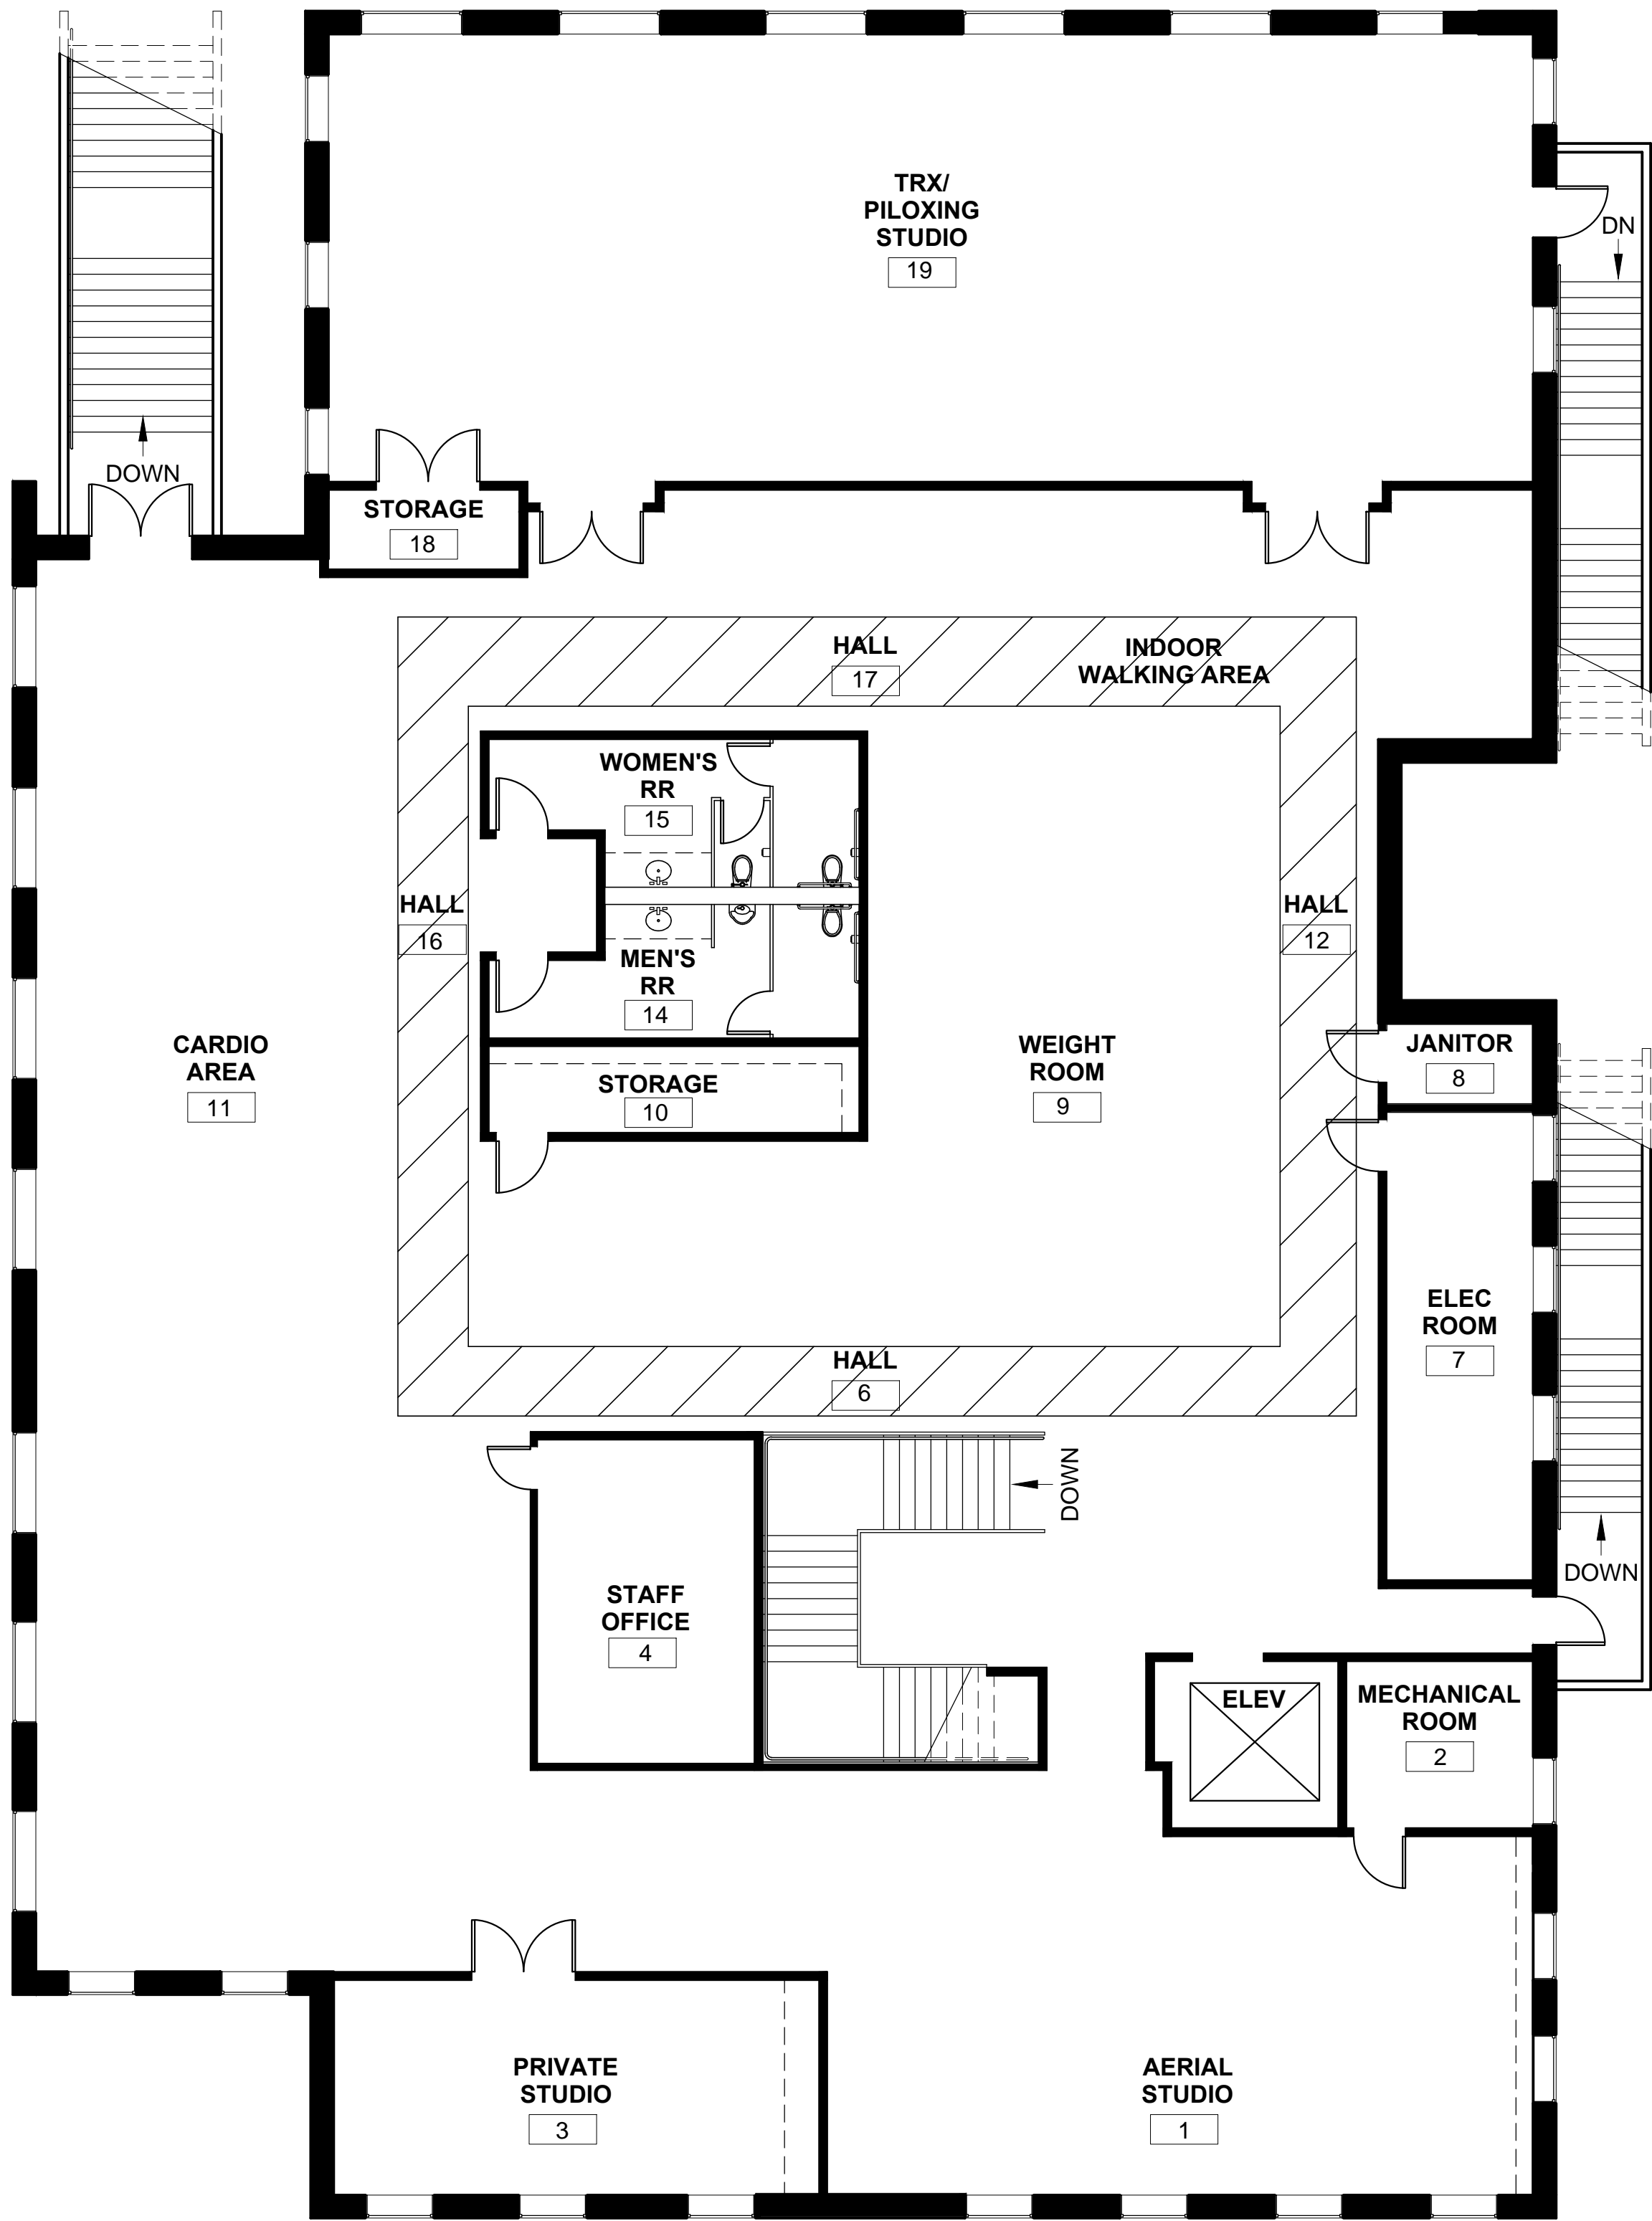 TRX/
PILOXING
STUDIO
19
DN
DOWN
STORAGE
18
HALL
17
INDOOR
WALKING AREA
WOMEN'S
RR
15
HALL
16
HALL
12
MEN'S
RR
14
CARDIO
AREA
11
WEIGHT
ROOM
9
JANITOR
8
STORAGE
10
ELEC
ROOM
7
HALL
6
DOWN
STAFF
OFFICE
4
DOWN
ELEV
MECHANICAL
ROOM
2
PRIVATE
STUDIO
3
AERIAL
STUDIO
1